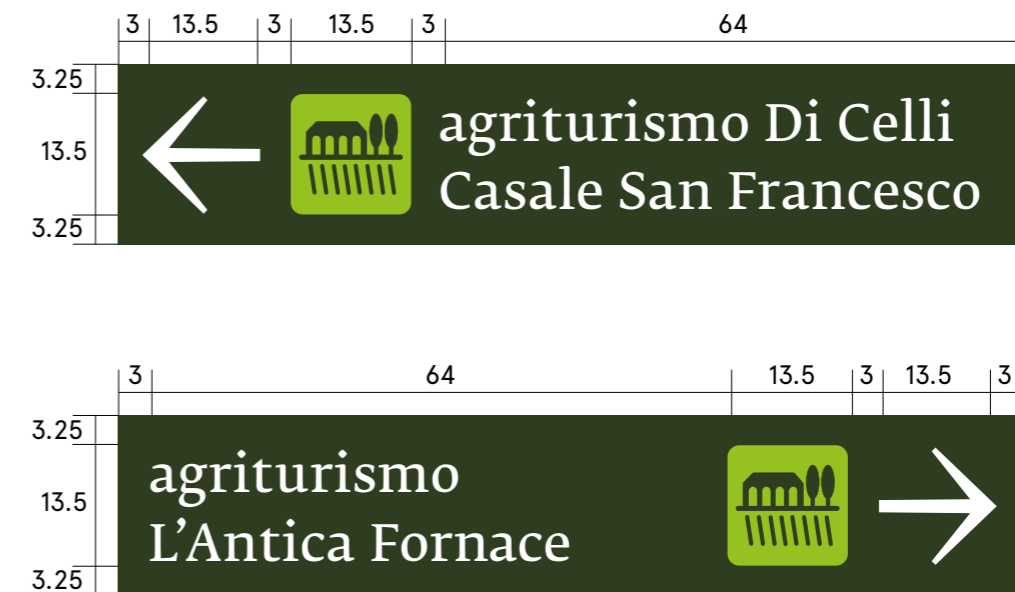 3 13.5 3 13.5 3 64
3.25
13.5
3.25
agriturismo Di Celli
Casale San Francesco
3 64 13.5 3 13.5 3
3.25
13.5
3.25
agriturismo
L’Antica Fornace